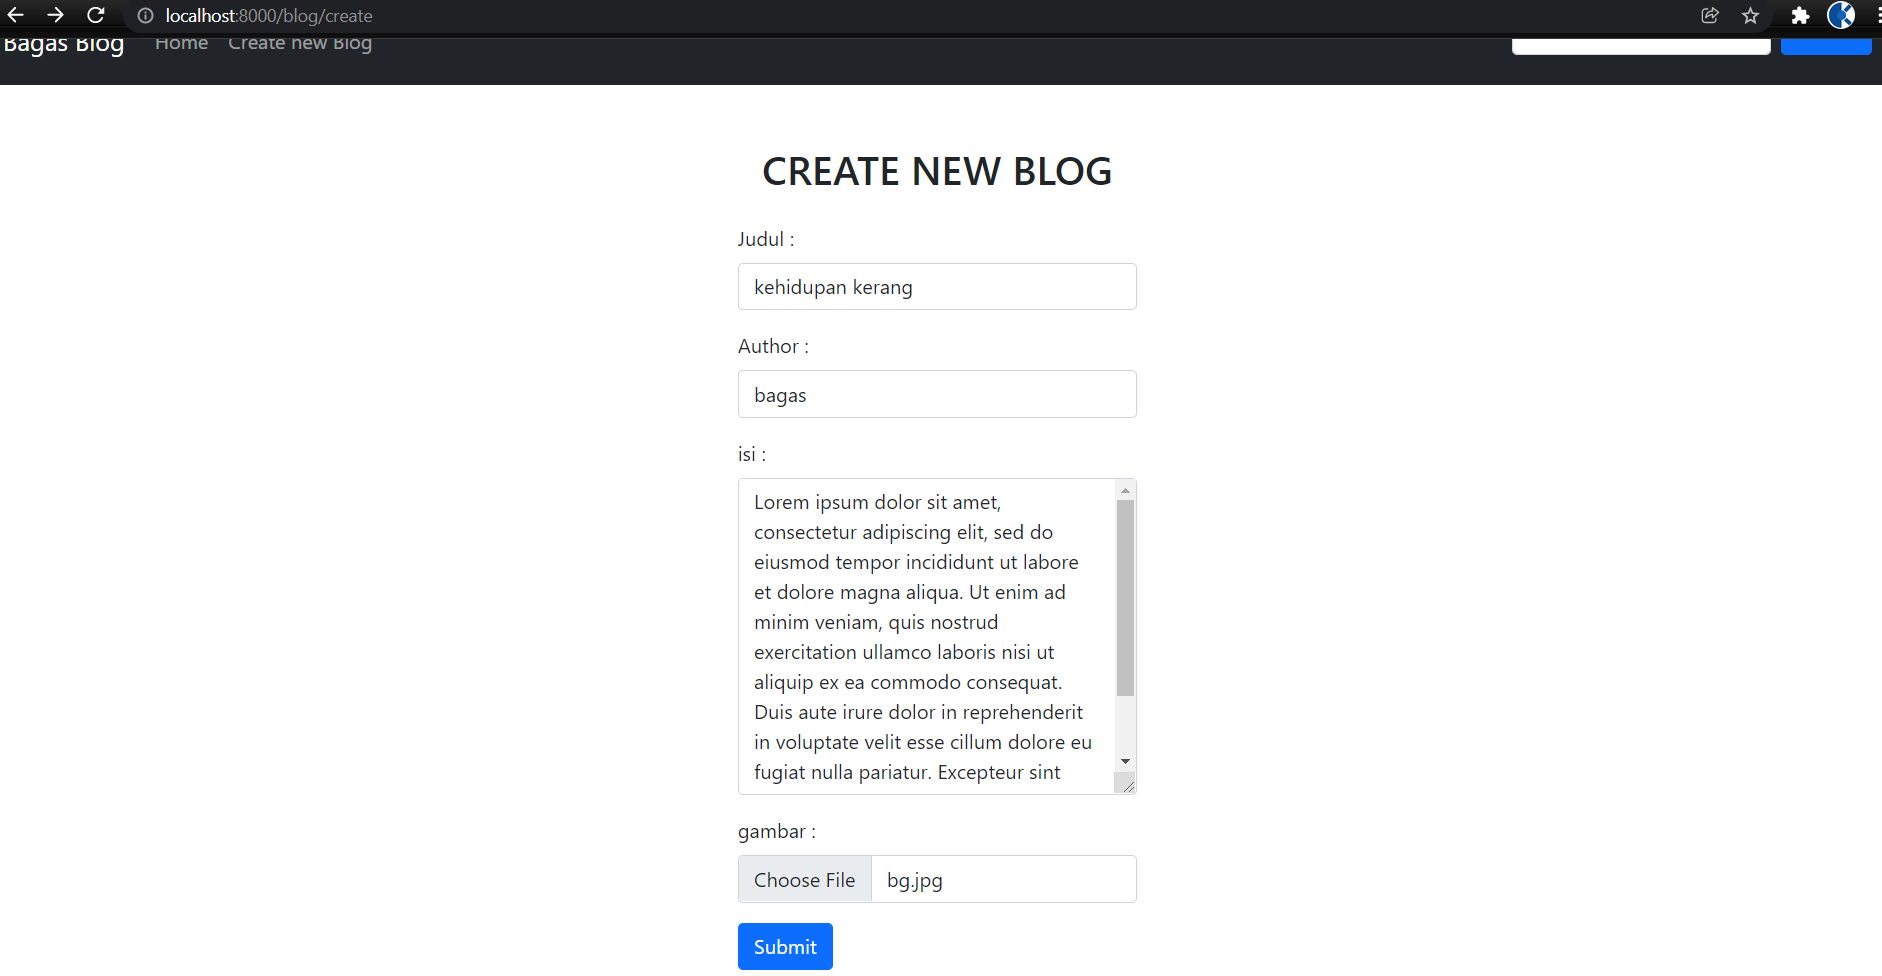 localhost:8000/blog/create
Bagas Blog Home Create new Blog
CREATE NEW BLOG
Judul :
kehidupan kerang
Author :
bagas
isi :
Lorem ipsum dolor sit amet,
consectetur adipiscing elit, sed do
eiusmod tempor incididunt ut labore
et dolore magna aliqua. Ut enim ad
minim veniam, quis nostrud
exercitation ullamco laboris nisi ut
aliquip ex ea commodo consequat.
Duis aute irure dolor in reprehenderit
in voluptate velit esse cillum dolore eu
fugiat nulla pariatur. Excepteur sint
gambar :
Choose File bg.jpg
Submit